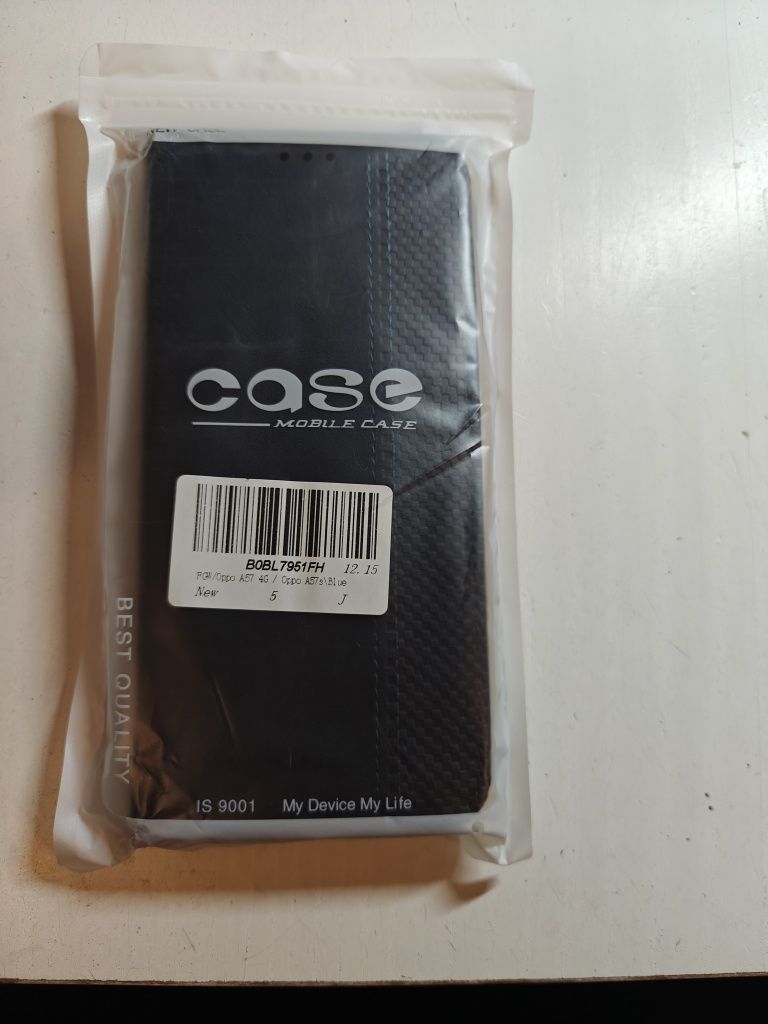 case
MOBILE CASE
B0BL7951FH 12.15
FGW/Oppo A57 4G / Oppo A57s\Blue
New 5 J
BEST QUALITY
IS 9001 My Device My Life